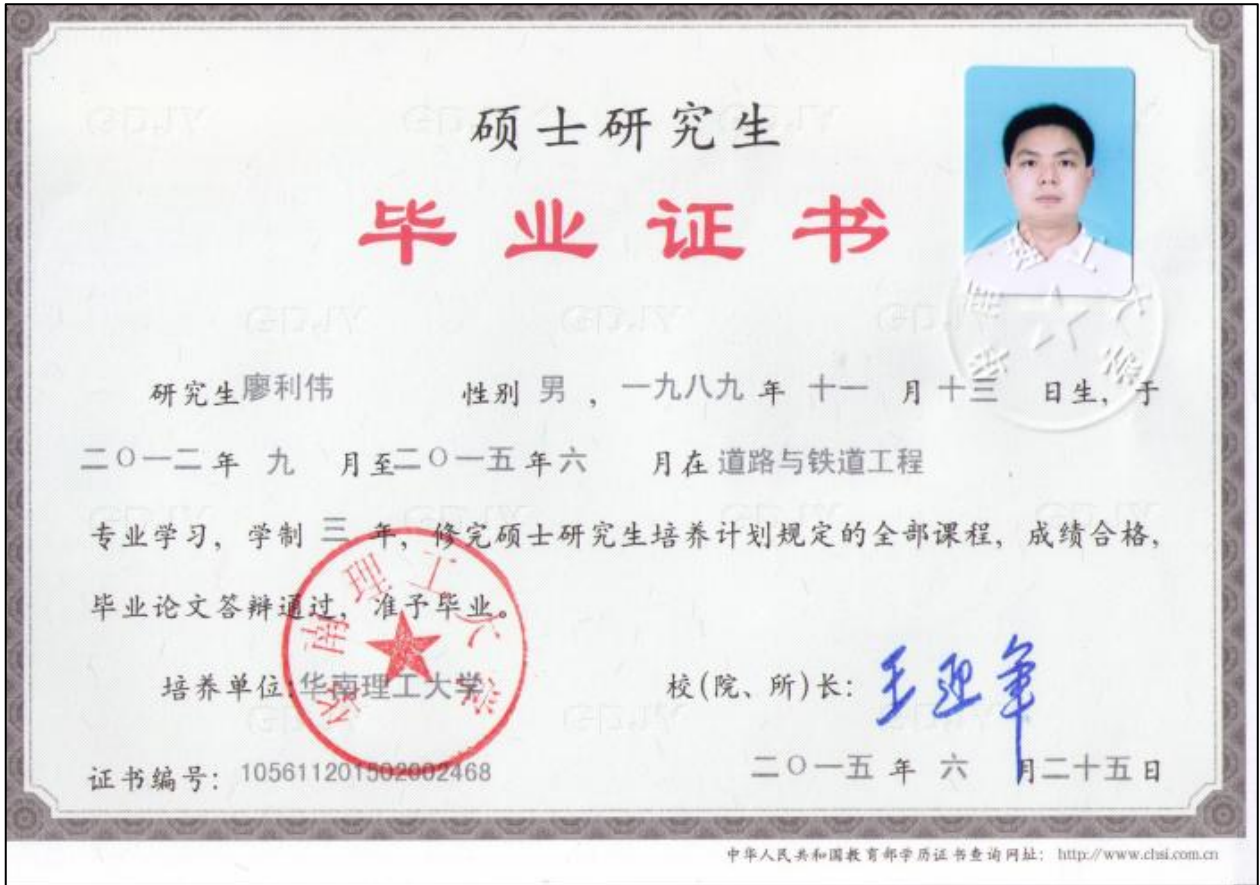 硕士研究生
毕业证书
研究生廖利伟 性别 男 ，一九八九 年 十一 月 十三 日生，于
二○一二 年 九 月至二○一五 年 六 月在 道路与铁道工程
专业学习，学制 三 年，修完硕士研究生培养计划规定的全部课程，成绩合格，
毕业论文答辩通过，准予毕业。
华南理工大学
培养单位:华南理工大学 校(院、所)长: 王迎军
证书编号: 105611201502002468 二○一五 年 六 月二十五日
中华人民共和国教育部学历证书查询网址: http://www.chsi.com.cn